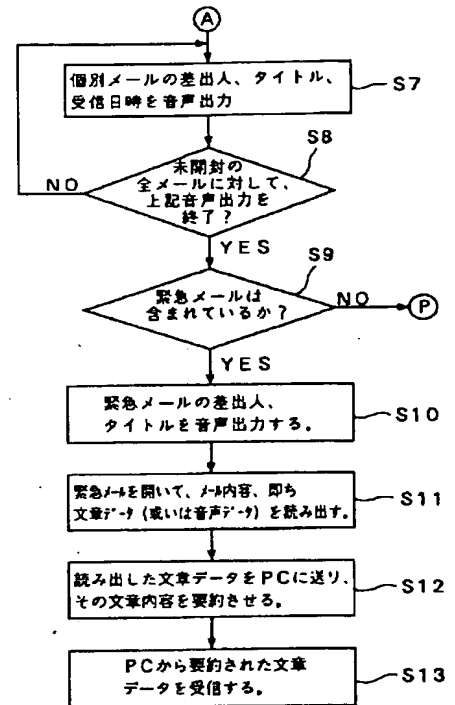 A
個別メールの差出人、タイトル、
受信日時を音声出力
S7
未開封の
全メールに対して、
上記音声出力を
終了?
S8
NO
YES
緊急メールは
含まれているか?
S9
NO
P
YES
緊急メールの差出人、
タイトルを音声出力する。
S10
緊急メールを開いて、メール内容、即ち
文章データ(或いは音声データ)を読み出す。
S11
読み出した文章データをPCに送り、
その文章内容を要約させる。
S12
PCから要約された文章
データを受信する。
S13